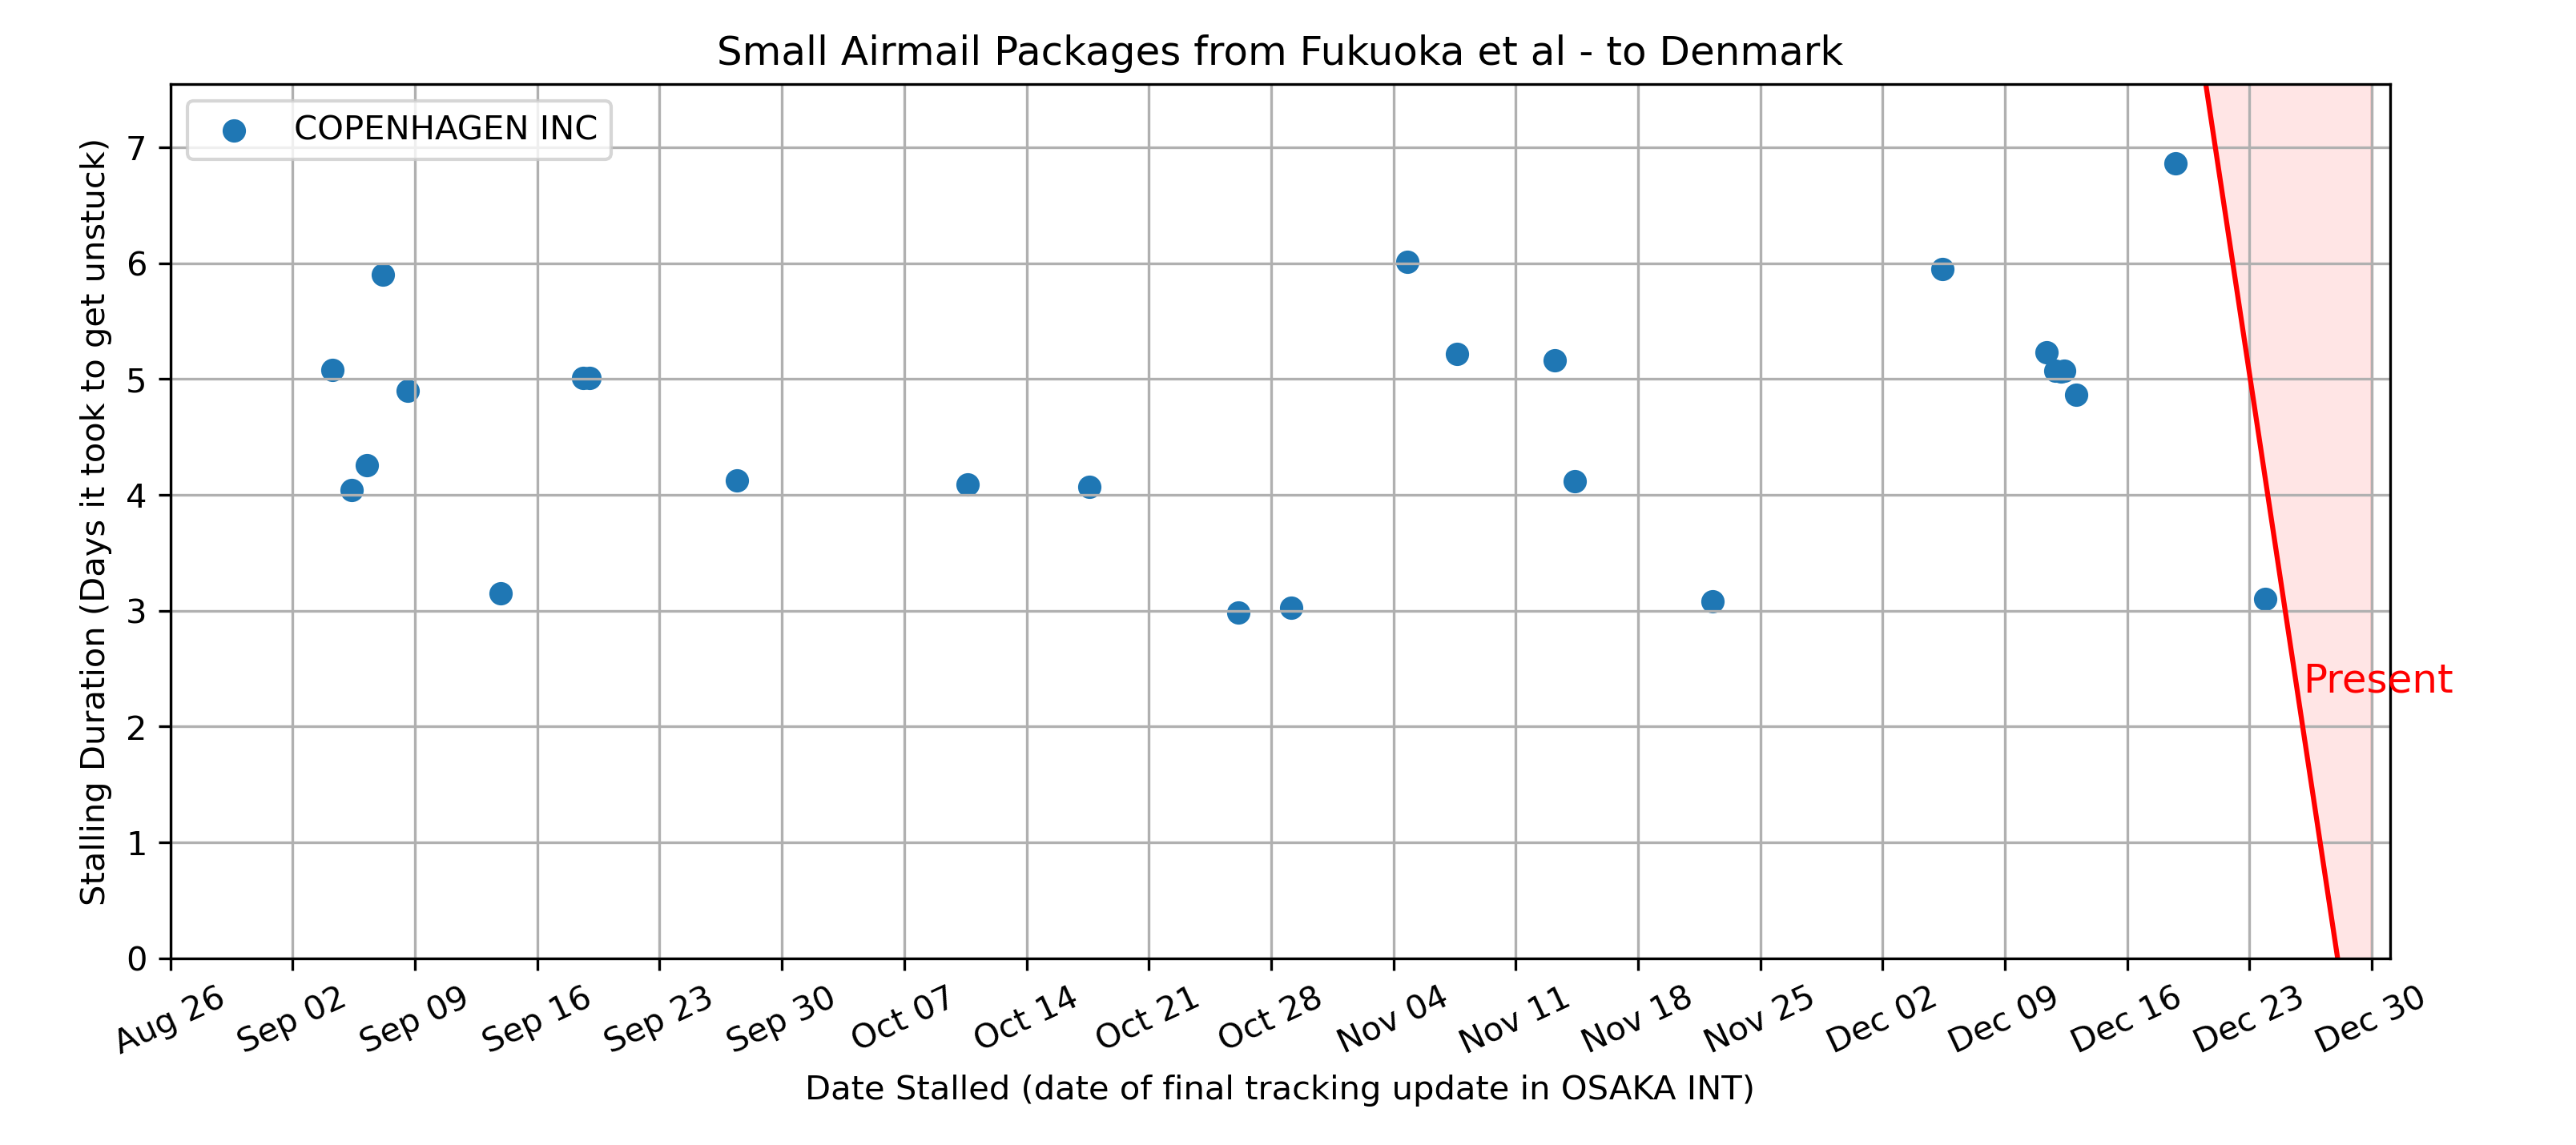 Small Airmail Packages from Fukuoka et al - to Denmark
COPENHAGEN INC
Stalling Duration (Days it took to get unstuck)
7
6
5
4
3
2
1
0
Present
Aug 26
Sep 02
Sep 09
Sep 16
Sep 23
Sep 30
Oct 07
Oct 14
Oct 21
Oct 28
Nov 04
Nov 11
Nov 18
Nov 25
Dec 02
Dec 09
Dec 16
Dec 23
Dec 30
Date Stalled (date of final tracking update in OSAKA INT)